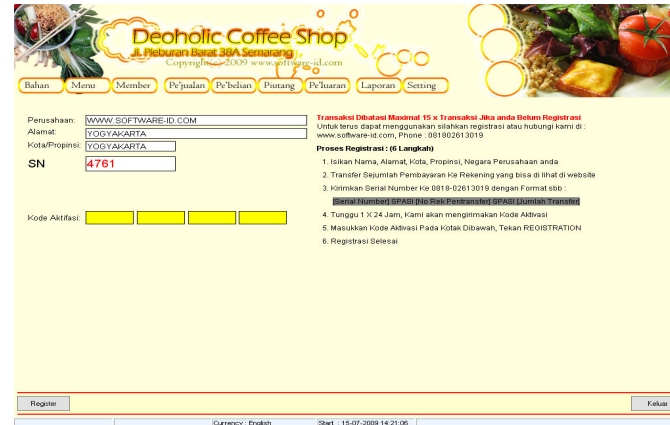 Deoholic Coffee Shop
Jl. Pleburan Barat 38A Semarang
Copyright(c) 2009 www.software-id.com
Bahan Menu Member Pe'jualan Pe'belian Piutang Pe'luaran Laporan Setting
Perusahaan: WWW.SOFTWARE-ID.COM
Alamat: YOGYAKARTA
Kota/Propinsi: YOGYAKARTA
SN 4761
Kode Aktifasi:
Transaksi Dibatasi Maximal 15 x Transaksi Jika anda Belum Registrasi
Untuk terus dapat menggunakan silahkan registrasi atau hubungi kami di :
www.software-id.com, Phone : 081802613019
Proses Registrasi : (6 Langkah)
1. Isikan Nama, Alamat, Kota, Propinsi, Negara Perusahaan anda
2. Transfer Sejumlah Pembayaran Ke Rekening yang bisa di lihat di website
3. Kirimkan Serial Number Ke 0818-02613019 dengan Format sbb :
[Serial Number] SPASI [No Rek Pentransfer] SPASI [Jumlah Transfer]
4. Tunggu 1 X 24 Jam, Kami akan mengirimakan Kode Aktivasi
5. Masukkan Kode Aktivasi Pada Kotak Dibawah, Tekan REGISTRATION
6. Registrasi Selesai
Register
Keluar
Currency : English
Start : 15-07-2009 14:21:06